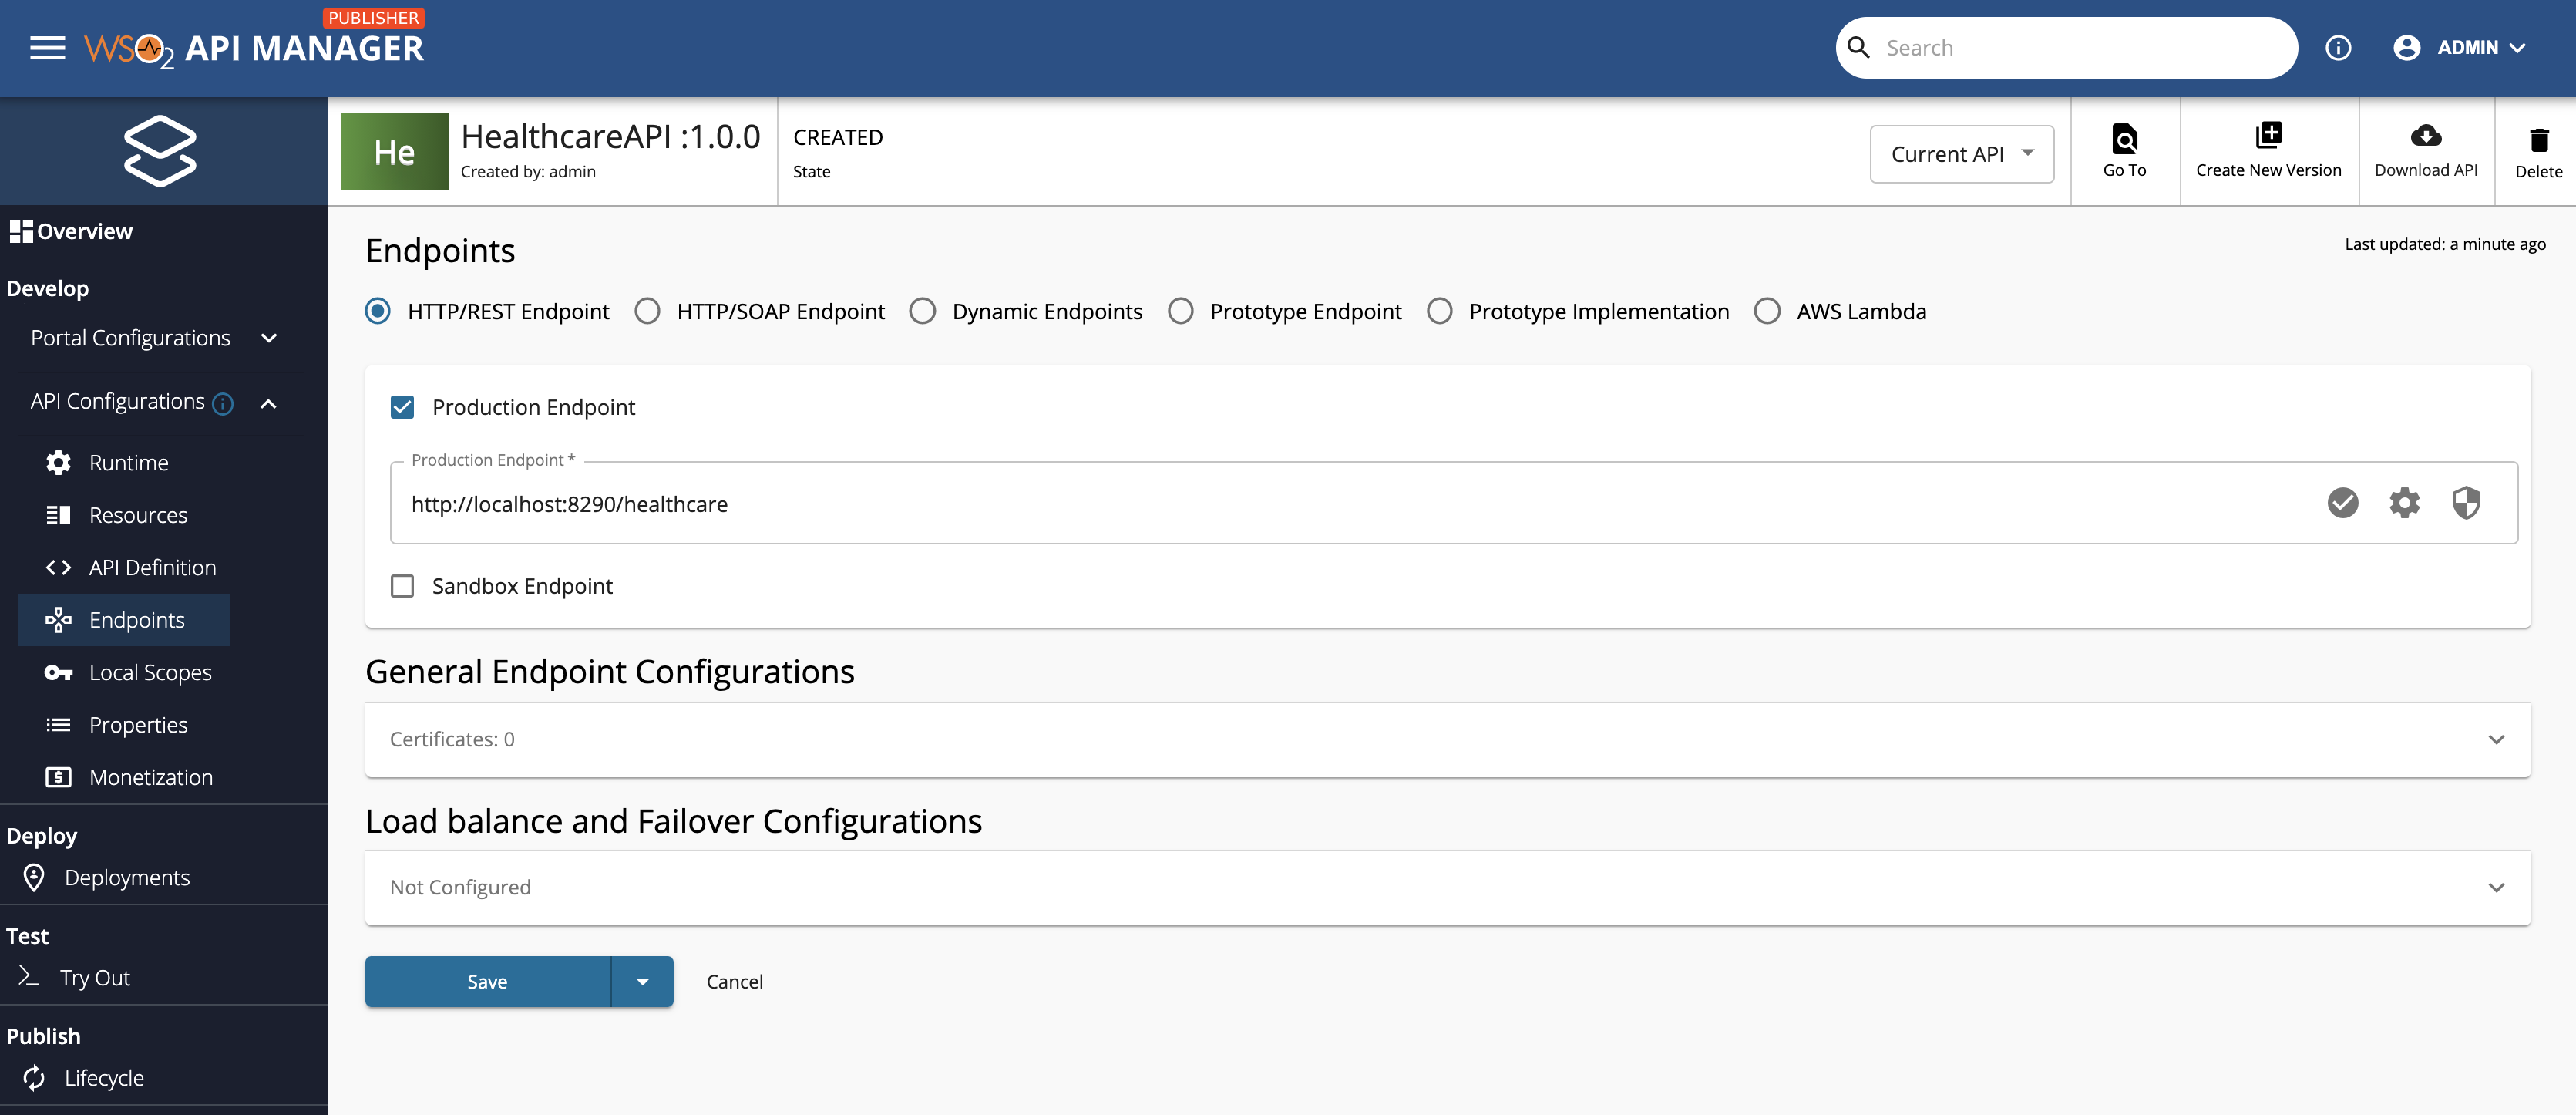 PUBLISHER
WSO2 API MANAGER
Search
ADMIN
He
HealthcareAPI :1.0.0
Created by: admin
CREATED
State
Current API
Go To
Create New Version
Download API
Delete
Overview
Develop
Portal Configurations
API Configurations
Runtime
Resources
API Definition
Endpoints
Local Scopes
Properties
Monetization
Deploy
Deployments
Test
Try Out
Publish
Lifecycle
Endpoints
Last updated: a minute ago
HTTP/REST Endpoint
HTTP/SOAP Endpoint
Dynamic Endpoints
Prototype Endpoint
Prototype Implementation
AWS Lambda
Production Endpoint
Production Endpoint *
http://localhost:8290/healthcare
Sandbox Endpoint
General Endpoint Configurations
Certificates: 0
Load balance and Failover Configurations
Not Configured
Save
Cancel